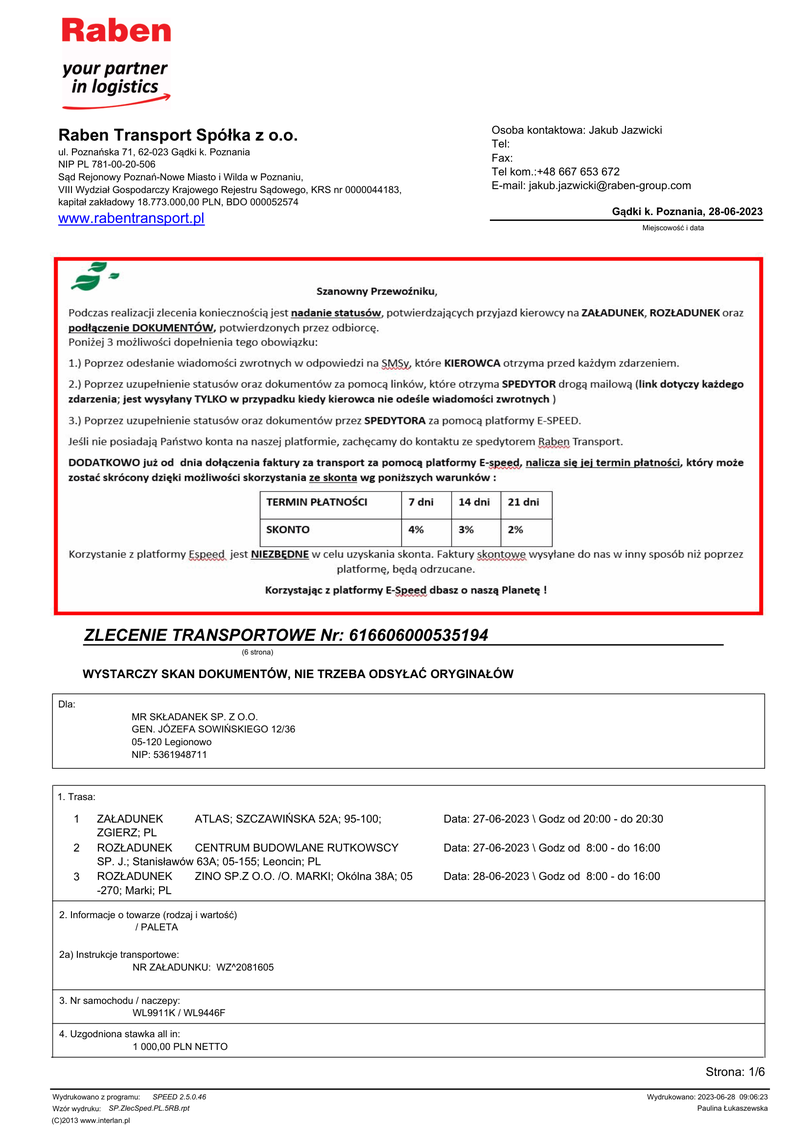 Raben
your partner
in logistics
Raben Transport Spółka z o.o.
ul. Poznańska 71, 62-023 Gądki k. Poznania
NIP PL 781-00-20-506
Sąd Rejonowy Poznań-Nowe Miasto i Wilda w Poznaniu,
VIII Wydział Gospodarczy Krajowego Rejestru Sądowego, KRS nr 0000044183,
kapitał zakładowy 18.773.000,00 PLN, BDO 000052574
www.rabentransport.pl
Osoba kontaktowa: Jakub Jazwicki
Tel:
Fax:
Tel kom.:+48 667 653 672
E-mail: jakub.jazwicki@raben-group.com
Gądki k. Poznania, 28-06-2023
Miejscowość i data
Szanowny Przewoźniku,
Podczas realizacji zlecenia koniecznością jest nadanie statusów, potwierdzających przyjazd kierowcy na ZAŁADUNEK, ROZŁADUNEK oraz
podłączenie DOKUMENTÓW, potwierdzonych przez odbiorcę.
Poniżej 3 możliwości dopełnienia tego obowiązku:
1.) Poprzez odesłanie wiadomości zwrotnych w odpowiedzi na SMSy, które KIEROWCA otrzyma przed każdym zdarzeniem.
2.) Poprzez uzupełnienie statusów oraz dokumentów za pomocą linków, które otrzyma SPEDYTOR drogą mailową (link dotyczy każdego
zdarzenia; jest wysyłany TYLKO w przypadku kiedy kierowca nie odeśle wiadomości zwrotnych )
3.) Poprzez uzupełnienie statusów oraz dokumentów przez SPEDYTORA za pomocą platformy E-SPEED.
Jeśli nie posiadają Państwo konta na naszej platformie, zachęcamy do kontaktu ze spedytorem Raben Transport.
DODATKOWO już od dnia dołączenia faktury za transport za pomocą platformy E-speed, nalicza się jej termin płatności, który może
zostać skrócony dzięki możliwości skorzystania ze skonta wg poniższych warunków :
TERMIN PŁATNOŚCI 7 dni 14 dni 21 dni
SKONTO 4% 3% 2%
Korzystanie z platformy Espeed jest NIEZBĘDNE w celu uzyskania skonta. Faktury skontowe wysyłane do nas w inny sposób niż poprzez
platformę, będą odrzucane.
Korzystając z platformy E-Speed dbasz o naszą Planetę !
ZLECENIE TRANSPORTOWE Nr: 616606000535194
(6 strona)
WYSTARCZY SKAN DOKUMENTÓW, NIE TRZEBA ODSYŁAĆ ORYGINAŁÓW
Dla:
MR SKŁADANEK SP. Z O.O.
GEN. JÓZEFA SOWIŃSKIEGO 12/36
05-120 Legionowo
NIP: 5361948711
1. Trasa:
1 ZAŁADUNEK ATLAS; SZCZAWIŃSKA 52A; 95-100; Data: 27-06-2023 \ Godz od 20:00 - do 20:30
ZGIERZ; PL
2 ROZŁADUNEK CENTRUM BUDOWLANE RUTKOWSCY Data: 27-06-2023 \ Godz od 8:00 - do 16:00
SP. J.; Stanisławów 63A; 05-155; Leoncin; PL
3 ROZŁADUNEK ZINO SP.Z O.O. /O. MARKI; Okólna 38A; 05 Data: 28-06-2023 \ Godz od 8:00 - do 16:00
-270; Marki; PL
2. Informacje o towarze (rodzaj i wartość)
/ PALETA
2a) Instrukcje transportowe:
NR ZAŁADUNKU: WZ^2081605
3. Nr samochodu / naczepy:
WL9911K / WL9446F
4. Uzgodniona stawka all in:
1 000,00 PLN NETTO
Strona: 1/6
Wydrukowano z programu: SPEED 2.5.0.46 Wydrukowano: 2023-06-28 09:06:23
Wzór wydruku: SP.ZlecSped.PL.5RB.rpt Paulina Łukaszewska
(C)2013 www.interlan.pl